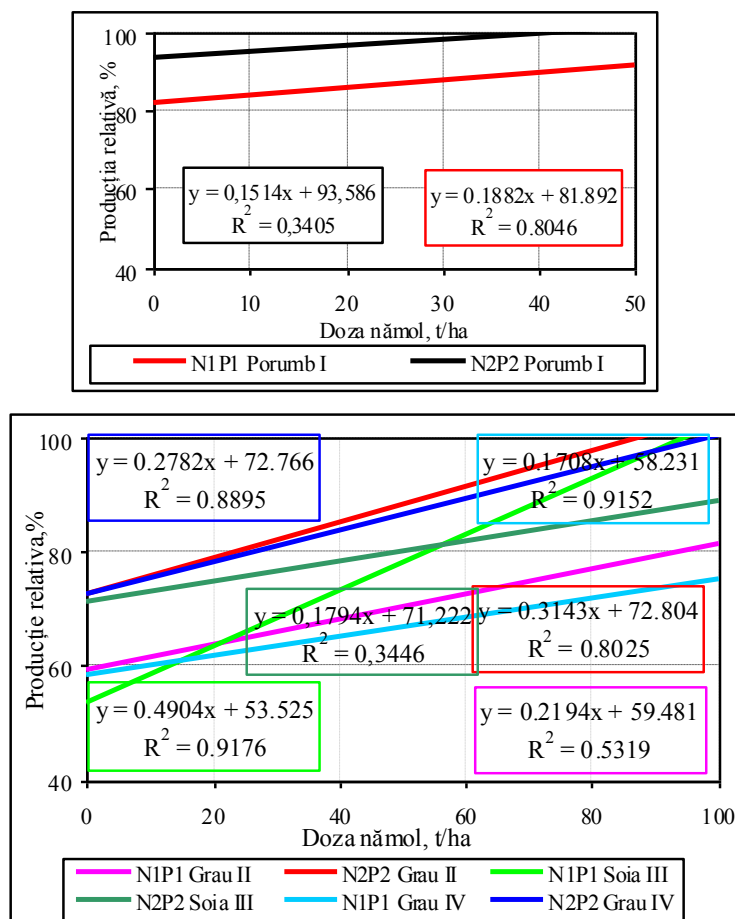 100
80
60
40
Producția relativă, %
y = 0,1514x + 93,586
R² = 0,3405
y = 0.1882x + 81.892
R² = 0.8046
0 10 20 30 40 50
Doza nămol, t/ha
N1P1 Porumb I N2P2 Porumb I
100
80
60
40
Producție relativa,%
y = 0.2782x + 72.766
R² = 0.8895
y = 0.1708x + 58.231
R² = 0.9152
y = 0,1794x + 71,222
R² = 0,3446
y = 0.3143x + 72.804
R² = 0.8025
y = 0.4904x + 53.525
R² = 0.9176
y = 0.2194x + 59.481
R² = 0.5319
0 20 40 60 80 100
Doza nămol, t/ha
N1P1 Grau II N2P2 Grau II N1P1 Soia III
N2P2 Soia III N1P1 Grau IV N2P2 Grau IV